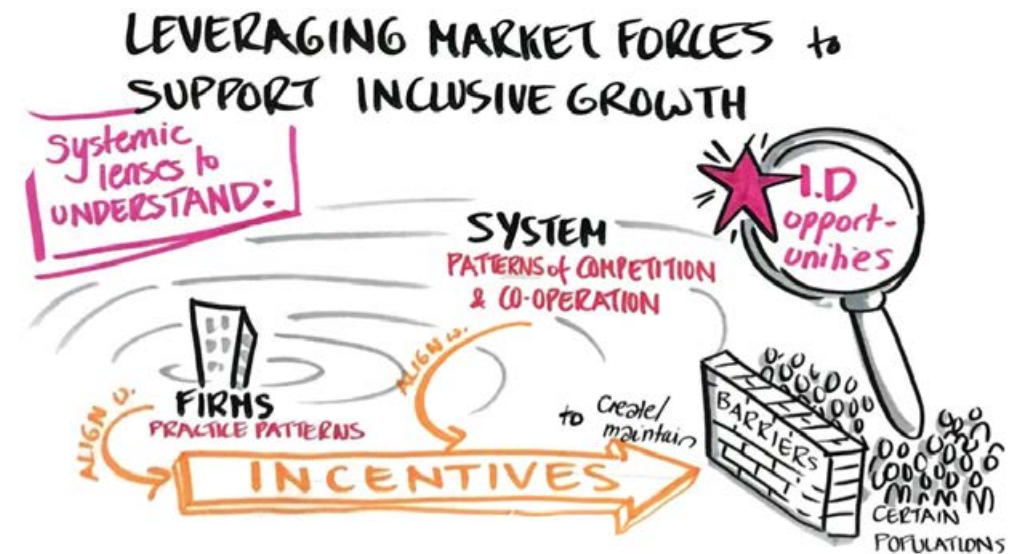 LEVERAGING MARKET FORCES to
SUPPORT INCLUSIVE GROWTH
Systemic
lenses to
UNDERSTAND:
I.D
opport-
unities
SYSTEM
PATTERNS of COMPETITION
& CO-OPERATION
ALIGN W.
FIRMS
PRACTICE PATTERNS
ALIGN W.
INCENTIVES
to Create/
maintain
BARRIERS
CERTAIN
POPULATIONS